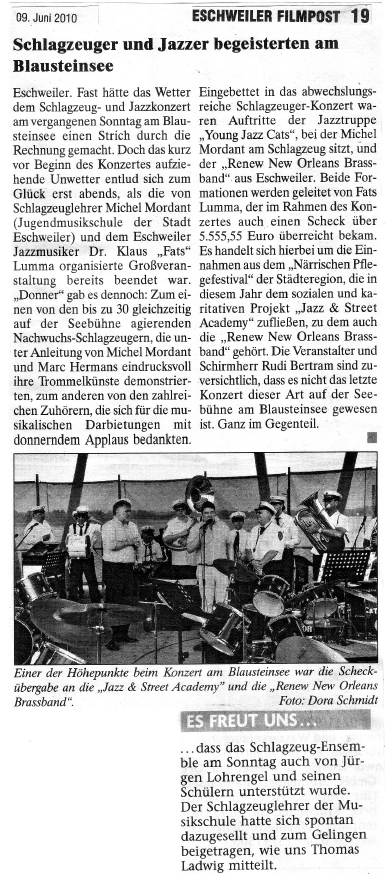 09. Juni 2010
ESCHWEILER FILMPOST 19
Schlagzeuger und Jazzer begeisterten am
Blausteinsee
Eschweiler. Fast hätte das Wetter
dem Schlagzeug- und Jazzkonzert
am vergangenen Sonntag am Blau-
steinsee einen Strich durch die
Rechnung gemacht. Doch das kurz
vor Beginn des Konzertes aufzie-
hende Unwetter entlud sich zum
Glück erst abends, als die von
Schlagzeuglehrer Michel Mordant
(Jugendmusikschule der Stadt
Eschweiler) und dem Eschweiler
Jazzmusiker Dr. Klaus „Fats"
Lumma organisierte Großveran-
staltung bereits beendet war.
„Donner" gab es dennoch: Zum ei-
nen von den bis zu 30 gleichzeitig
auf der Seebühne agierenden
Nachwuchs-Schlagzeugern, die un-
ter Anleitung von Michel Mordant
und Marc Hermans eindrucksvoll
ihre Trommelkünste demonstrier-
ten, zum anderen von den zahlrei-
chen Zuhörern, die sich für die mu-
sikalischen Darbietungen mit
donnerndem Applaus bedankten.
Eingebettet in das abwechslungs-
reiche Schlagzeuger-Konzert wa-
ren Auftritte der Jazztruppe
„Young Jazz Cats", bei der Michel
Mordant am Schlagzeug sitzt, und
der „Renew New Orleans Brass-
band" aus Eschweiler. Beide For-
mationen werden geleitet von Fats
Lumma, der im Rahmen des Kon-
zertes auch einen Scheck über
5.555,55 Euro überreicht bekam.
Es handelt sich hierbei um die Ein-
nahmen aus dem „Närrischen Pfle-
gefestival" der Städteregion, die in
diesem Jahr dem sozialen und ka-
ritativen Projekt „Jazz & Street
Academy" zufließen, zu dem auch
die „Renew New Orleans Brass-
band" gehört. Die Veranstalter und
Schirmherr Rudi Bertram sind zu-
versichtlich, dass es nicht das letzte
Konzert dieser Art auf der See-
bühne am Blausteinsee gewesen
ist. Ganz im Gegenteil.
Einer der Höhepunkte beim Konzert am Blausteinsee war die Scheck-
übergabe an die „Jazz & Street Academy" und die „Renew New Orleans
Brassband". Foto: Dora Schmidt
ES FREUT UNS...
...dass das Schlagzeug-Ensem-
ble am Sonntag auch von Jür-
gen Lohrengel und seinen
Schülern unterstützt wurde.
Der Schlagzeuglehrer der Mu-
sikschule hatte sich spontan
dazugesellt und zum Gelingen
beigetragen, wie uns Thomas
Ladwig mitteilt.